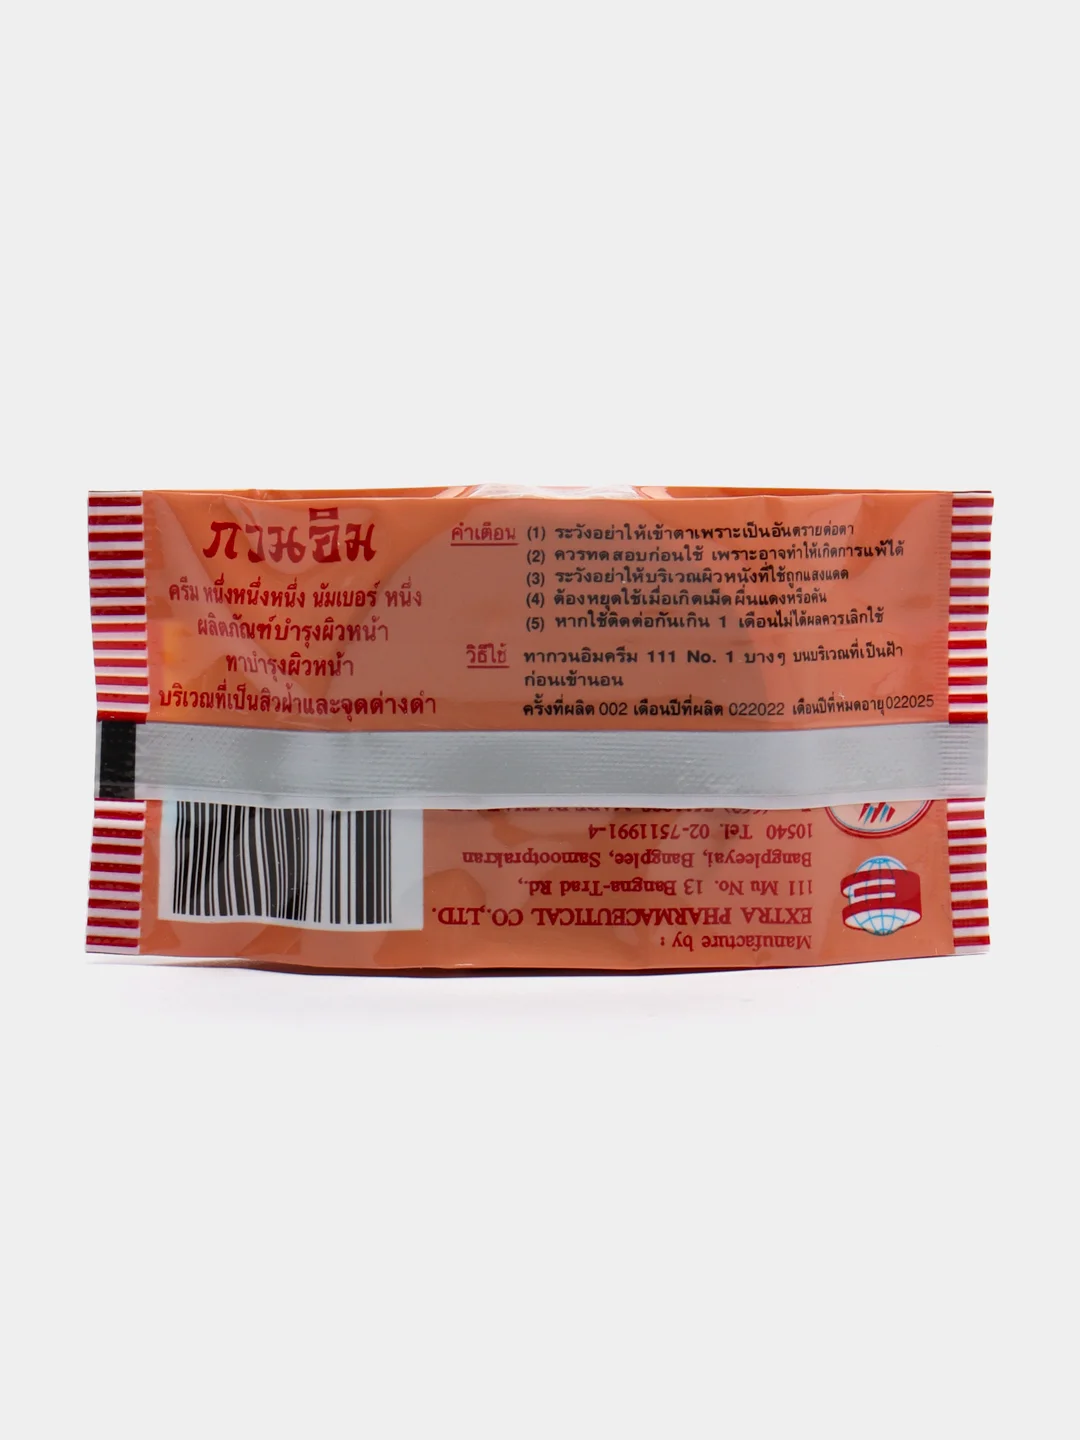 กวนอิม
ครีม หนึ่งหนึ่งหนึ่ง นัมเบอร์ หนึ่ง
ผลิตภัณฑ์บำรุงผิวหน้า
ทาบำรุงผิวหน้า
บริเวณที่เป็นสิวฝ้าและจุดด่างดำ
คำเตือน (1) ระวังอย่าให้เข้าตาเพราะเป็นอันตรายต่อตา
(2) ควรทดสอบก่อนใช้ เพราะอาจทำให้เกิดการแพ้ได้
(3) ระวังอย่าให้บริเวณผิวหนังที่ใช้ถูกแสงแดด
(4) ต้องหยุดใช้เมื่อเกิดเม็ดผื่นแดงหรือคัน
(5) หากใช้ติดต่อกันเกิน 1 เดือนไม่ได้ผลควรเลิกใช้
วิธีใช้ ทากวนอิมครีม 111 No. 1 บางๆ บนบริเวณที่เป็นฝ้า
ก่อนเข้านอน
ครั้งที่ผลิต 002 เดือนปีที่ผลิต 022022 เดือนปีที่หมดอายุ 022025
Manufacture by :
EXTRA PHARMACEUTICAL CO.,LTD.
111 Mu No. 13 Bangna-Trad Rd.,
Bangpleeyai, Bangplee, Samootprakran
10540 Tel. 02-7511991-4